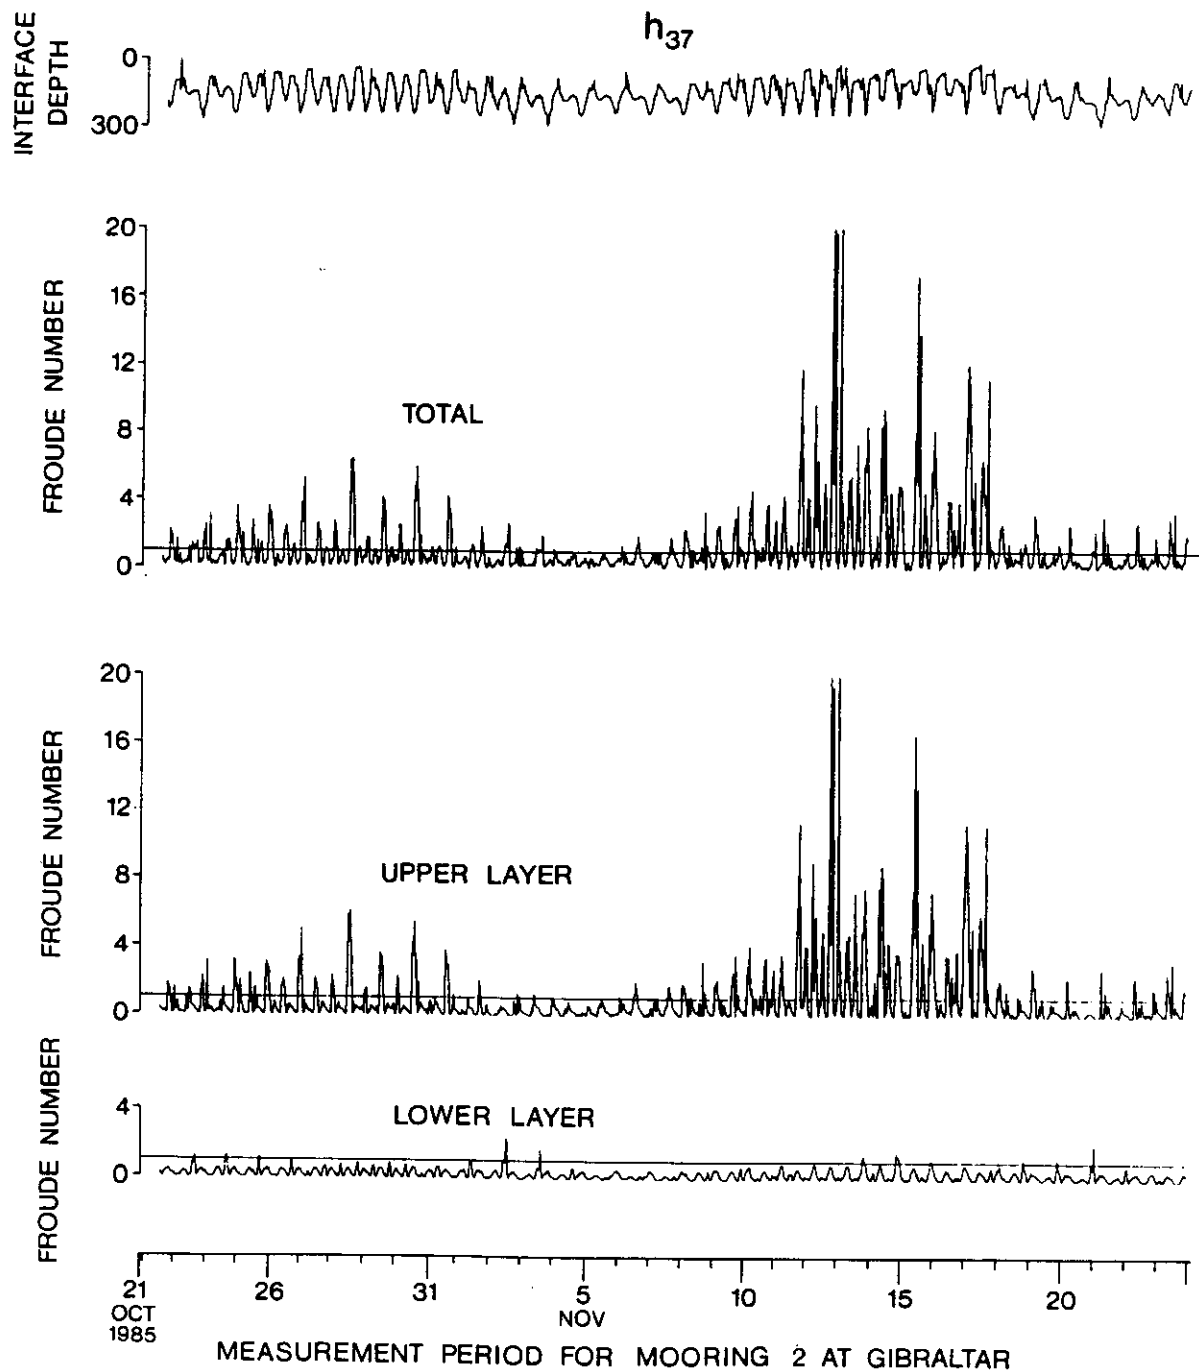 h37
INTERFACE
DEPTH
0
300
FROUDE NUMBER
20
16
12
8
4
0
TOTAL
FROUDE NUMBER
20
16
12
8
4
0
UPPER LAYER
FROUDE NUMBER
4
0
LOWER LAYER
21 26 31 5 10 15 20
OCT NOV
1985
MEASUREMENT PERIOD FOR MOORING 2 AT GIBRALTAR